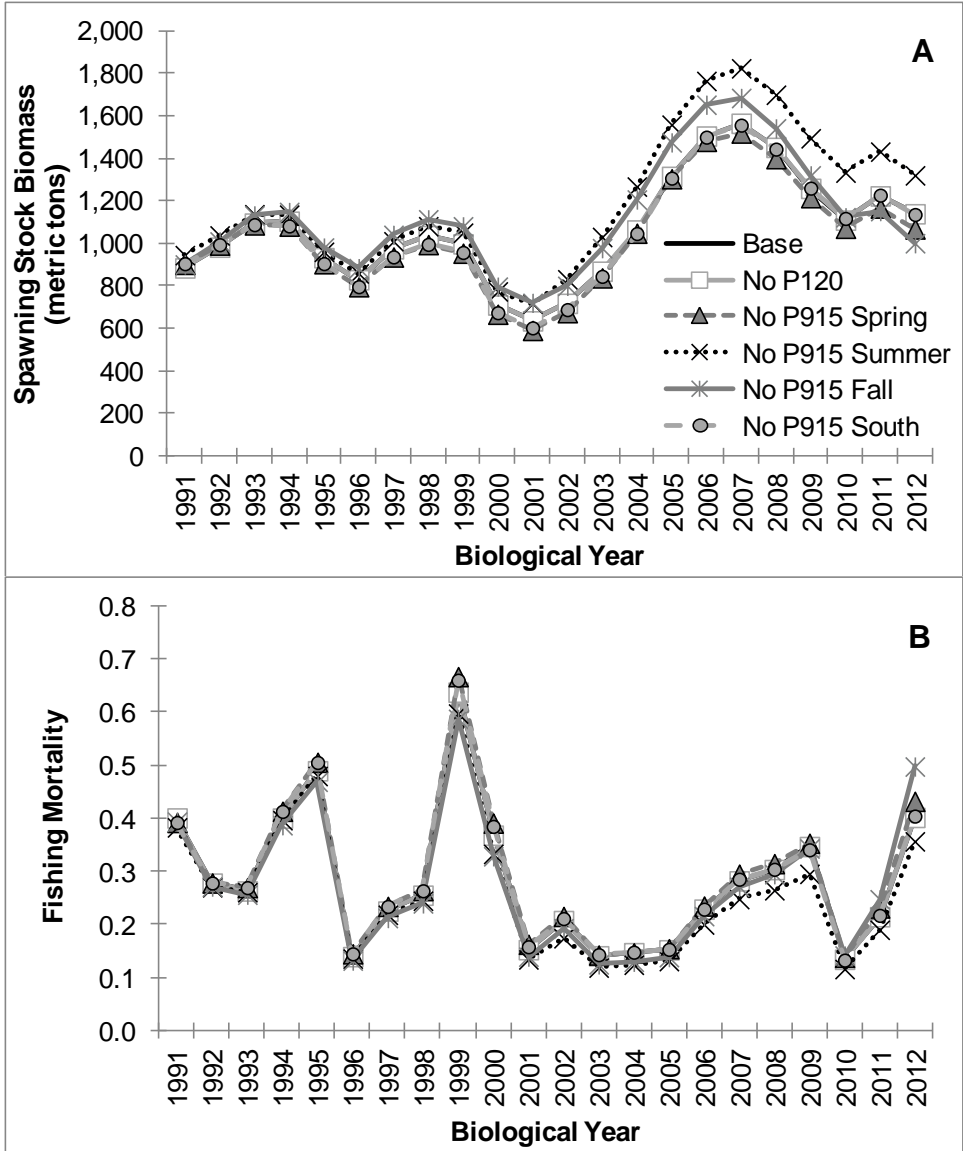 A
Spawning Stock Biomass
(metric tons)
2,000
1,800
1,600
1,400
1,200
1,000
800
600
400
200
0
Base
No P120
No P915 Spring
No P915 Summer
No P915 Fall
No P915 South
1991 1992 1993 1994 1995 1996 1997 1998 1999 2000 2001 2002 2003 2004 2005 2006 2007 2008 2009 2010 2011 2012
Biological Year
B
Fishing Mortality
0.8
0.7
0.6
0.5
0.4
0.3
0.2
0.1
0.0
1991 1992 1993 1994 1995 1996 1997 1998 1999 2000 2001 2002 2003 2004 2005 2006 2007 2008 2009 2010 2011 2012
Biological Year